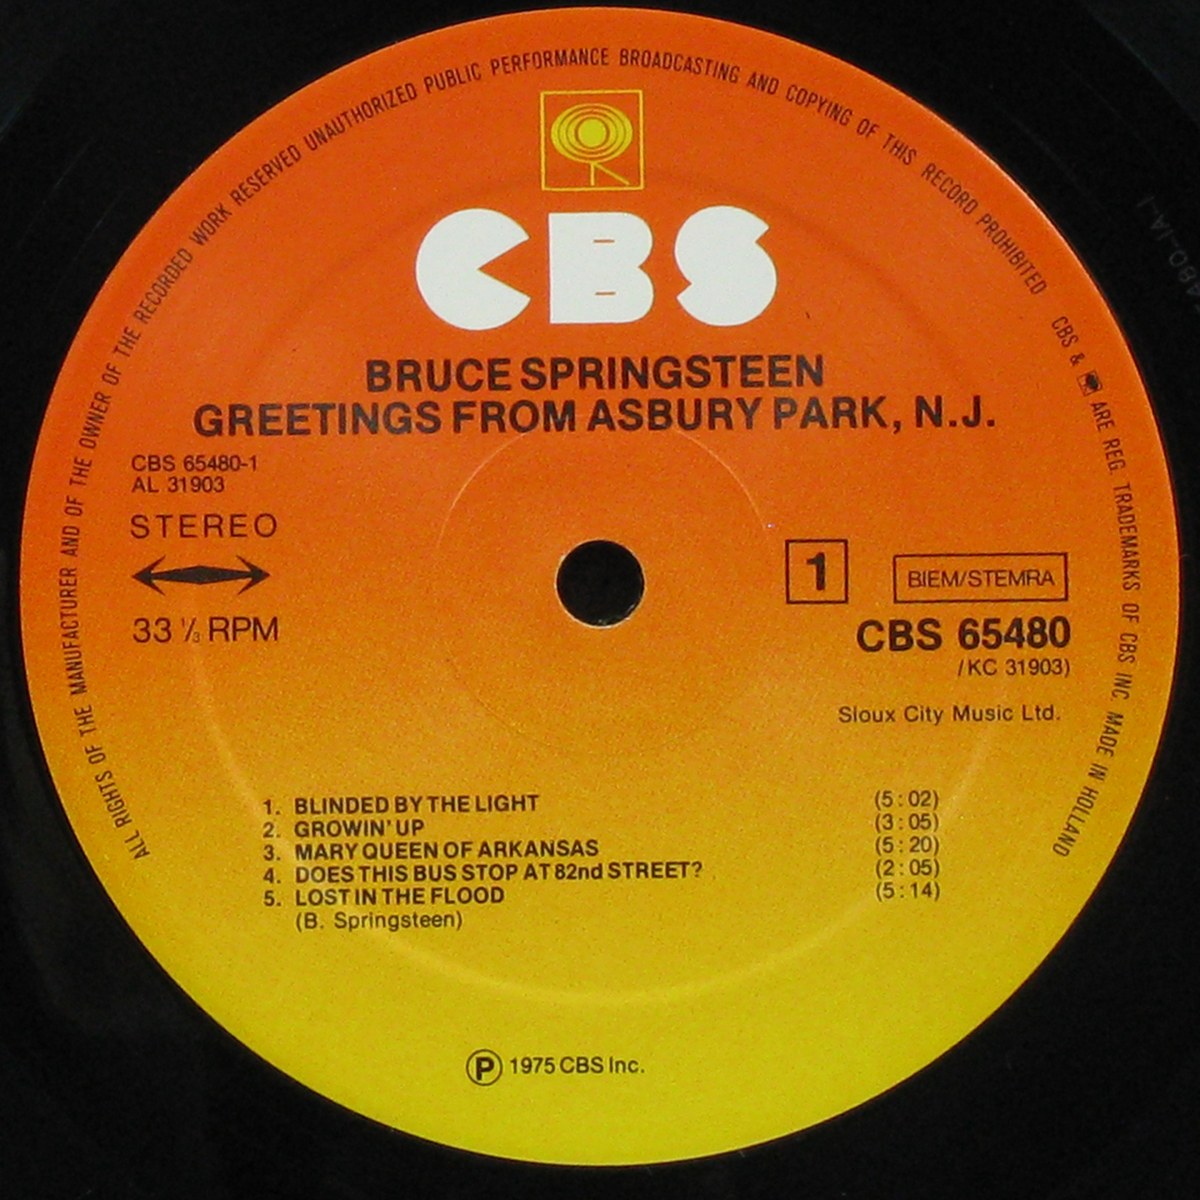 ALL RIGHTS OF THE MANUFACTURER AND OF THE OWNER OF THE RECORDED WORK RESERVED UNAUTHORIZED PUBLIC PERFORMANCE BROADCASTING AND COPYING OF THIS RECORD PROHIBITED
CBS & ARE REG. TRADEMARKS OF CBS INC MADE IN HOLLAND
CBS
BRUCE SPRINGSTEEN
GREETINGS FROM ASBURY PARK, N.J.
CBS 65480-1
AL 31903
STEREO
33 ⅓ RPM
1
BIEM/STEMRA
CBS 65480
/KC 31903)
Sioux City Music Ltd.
1. BLINDED BY THE LIGHT (5:02)
2. GROWIN' UP (3:05)
3. MARY QUEEN OF ARKANSAS (5:20)
4. DOES THIS BUS STOP AT 82nd STREET? (2:05)
5. LOST IN THE FLOOD (5:14)
(B. Springsteen)
Ⓟ 1975 CBS Inc.